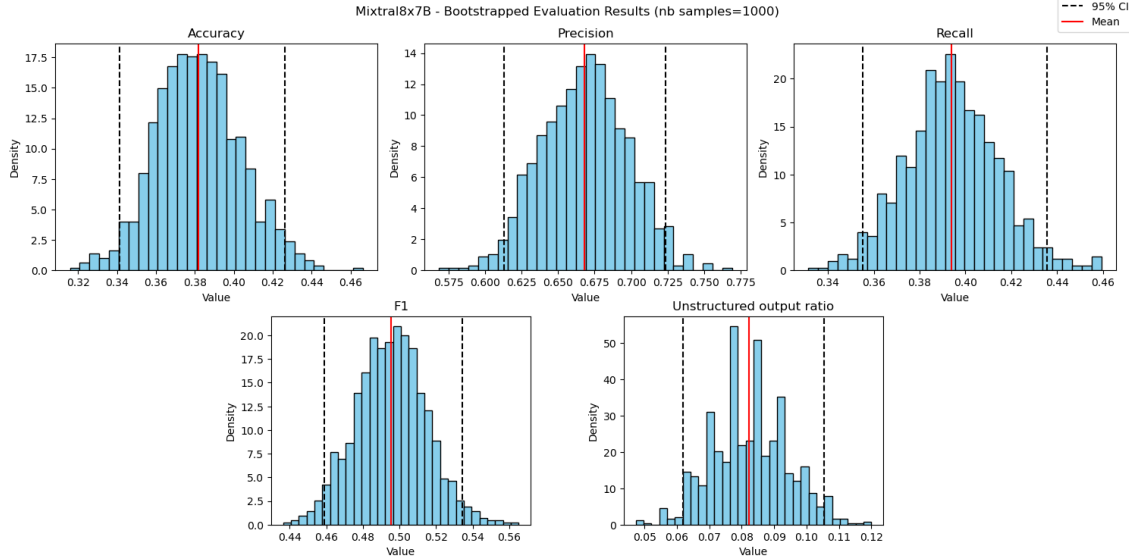 Mixtral8x7B - Bootstrapped Evaluation Results (nb samples=1000)
95% CI
Mean
Accuracy
Density
17.5
15.0
12.5
10.0
7.5
5.0
2.5
0.0
0.32 0.34 0.36 0.38 0.40 0.42 0.44 0.46
Value
Precision
Density
14
12
10
8
6
4
2
0
0.575 0.600 0.625 0.650 0.675 0.700 0.725 0.750 0.775
Value
Recall
Density
20
15
10
5
0
0.34 0.36 0.38 0.40 0.42 0.44 0.46
Value
F1
Density
20.0
17.5
15.0
12.5
10.0
7.5
5.0
2.5
0.0
0.44 0.46 0.48 0.50 0.52 0.54 0.56
Value
Unstructured output ratio
Density
50
40
30
20
10
0
0.05 0.06 0.07 0.08 0.09 0.10 0.11 0.12
Value